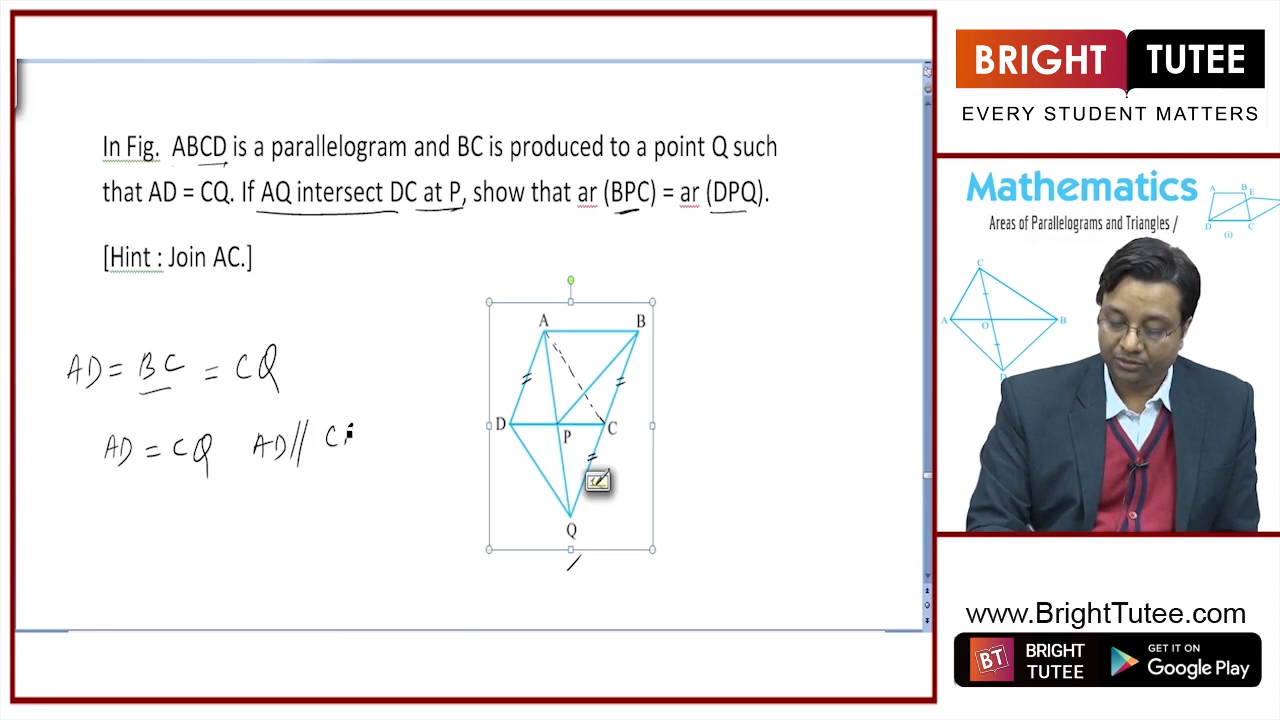 In Fig. ABCD is a parallelogram and BC is produced to a point Q such
that AD = CQ. If AQ intersect DC at P, show that ar (BPC) = ar (DPQ).
[Hint : Join AC.]
AD = BC = CQ
AD = CQ AD//
A B
D P C
Q
BRIGHT TUTEE
EVERY STUDENT MATTERS
Mathematics
Areas of Parallelograms and Triangles /
A B E
D C
(i)
C
A O B
D
www.BrightTutee.com
BT BRIGHT TUTEE
GET IT ON
Google Play